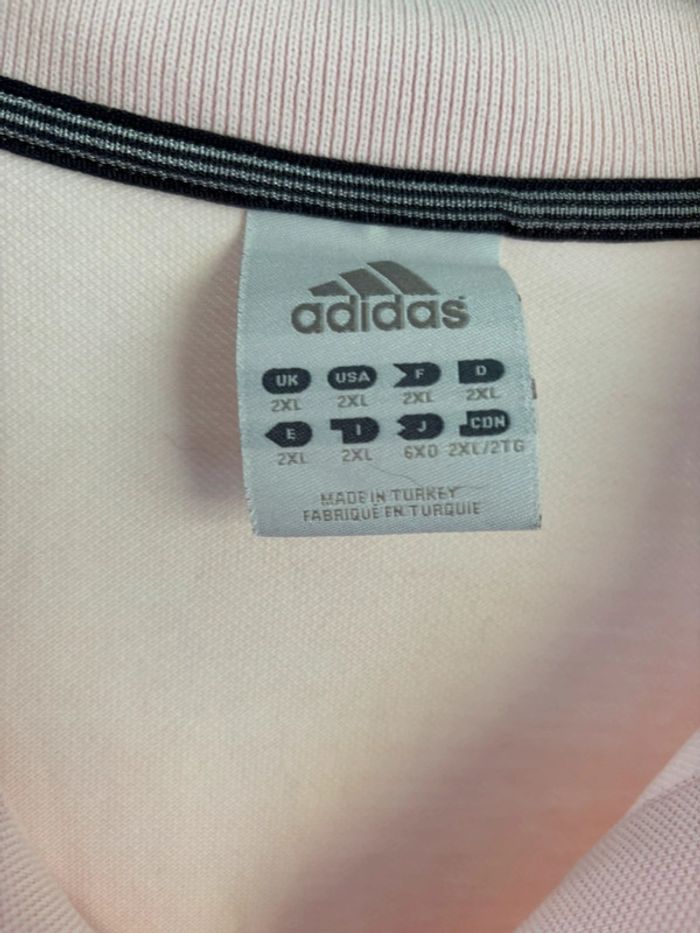 adidas
UK USA F D
2XL 2XL 2XL 2XL
E I J CDN
2XL 2XL 6XO 2XL/2TG
MADE IN TURKEY
FABRIQUÉ EN TURQUIE